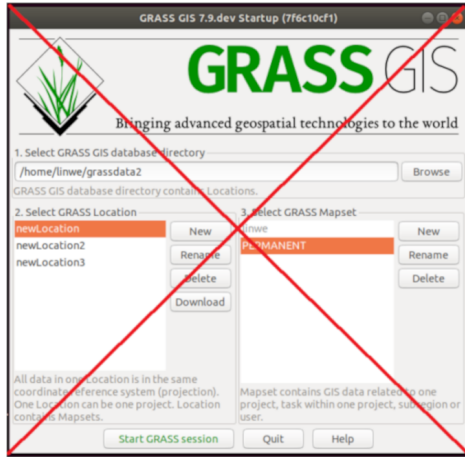 GRASS GIS 7.9.dev Startup (7f6c10cf1)
GRASS GIS
Bringing advanced geospatial technologies to the world
1. Select GRASS GIS database directory
/home/linwe/grassdata2
Browse
GRASS GIS database directory contains Locations.
2. Select GRASS Location
newLocation
newLocation2
newLocation3
New
Rename
Delete
Download
All data in one Location is in the same
coordinate reference system (projection).
One Location can be one project. Location
contains Mapsets.
3. Select GRASS Mapset
linwe
PERMANENT
New
Rename
Delete
Mapset contains GIS data related to one
project, task within one project, subregion or
user.
Start GRASS session
Quit
Help